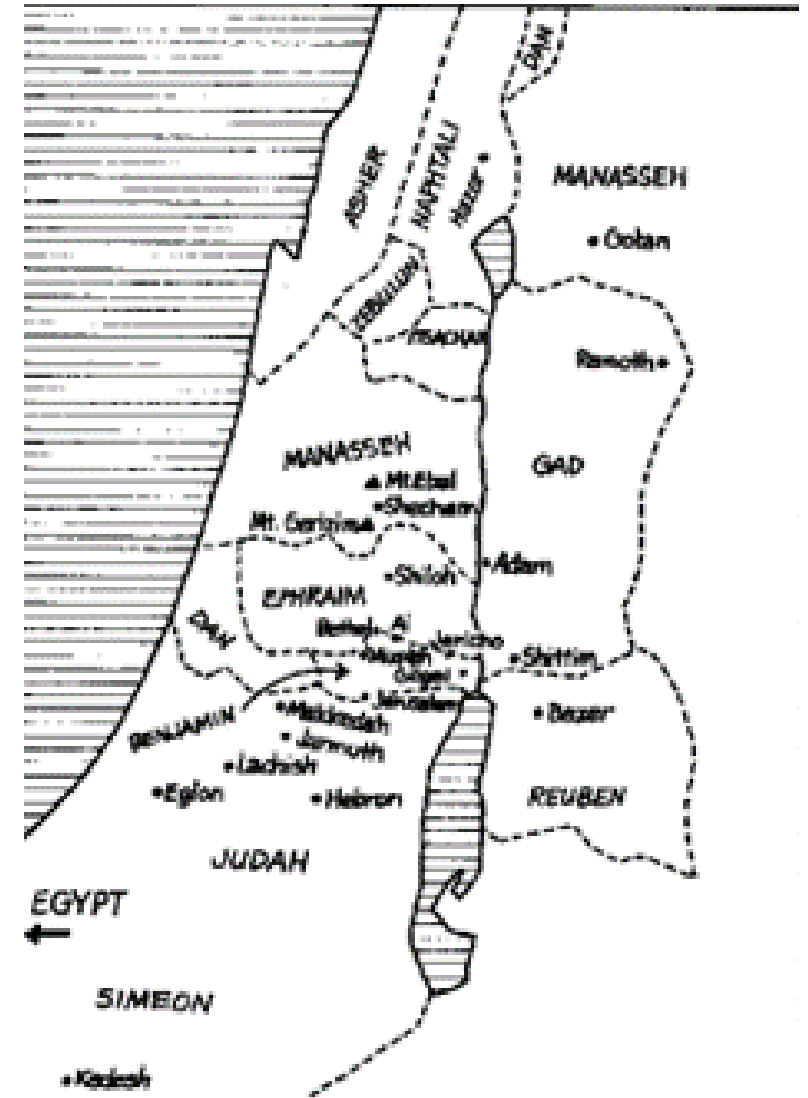 DAN
ASHER
NAPHTALI
Hazor
MANASSEH
Golan
ZEBULUN
ISSACHAR
Ramoth
MANASSEH
GAD
Mt. Ebal
Shechem
Mt. Gerizim
Adam
Shiloh
EPHRAIM
DAN
Bethel
Ai
Jericho
Shittim
Gilgal
Jerusalem
Bezer
BENJAMIN
Makkedah
Jarmuth
Lachish
Eglon
Hebron
REUBEN
JUDAH
EGYPT
SIMEON
Kadesh